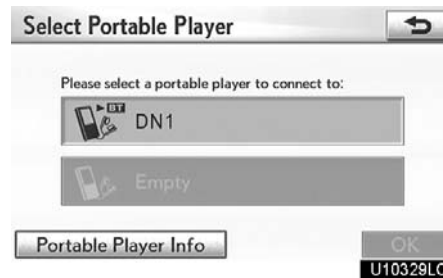 Select Portable Player
Please select a portable player to connect to:
BT
DN1
Empty
Portable Player Info
OK
U10329LC